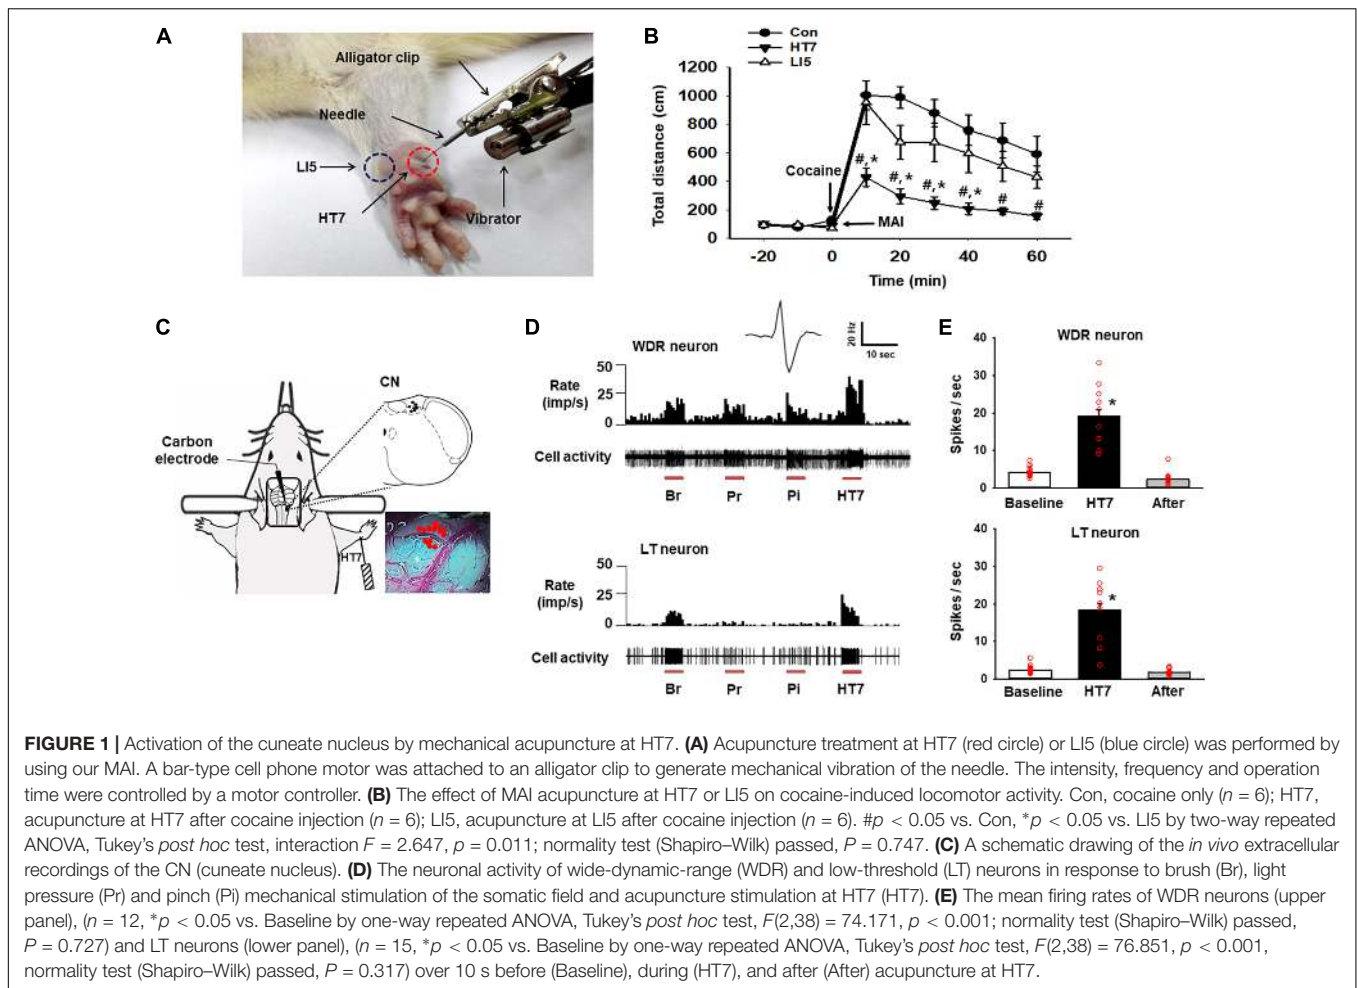 A
Alligator clip
Needle
LI5
HT7
Vibrator
B
Con
HT7
LI5
Total distance (cm)
1200
1000
800
600
400
200
0
Cocaine
#,*
#,*
#,*
#,*
#
#
MAI
-20
0
20
40
60
Time (min)
C
CN
Carbon
electrode
HT7
D
WDR neuron
20 Hz
10 sec
Rate
(imp/s)
50
25
0
Cell activity
Br
Pr
Pi
HT7
LT neuron
Rate
(imp/s)
50
25
0
Cell activity
Br
Pr
Pi
HT7
E
WDR neuron
Spikes / sec
40
30
20
10
0
*
Baseline
HT7
After
LT neuron
Spikes / sec
40
30
20
10
0
*
Baseline
HT7
After
FIGURE 1 | Activation of the cuneate nucleus by mechanical acupuncture at HT7. (A) Acupuncture treatment at HT7 (red circle) or LI5 (blue circle) was performed by
using our MAI. A bar-type cell phone motor was attached to an alligator clip to generate mechanical vibration of the needle. The intensity, frequency and operation
time were controlled by a motor controller. (B) The effect of MAI acupuncture at HT7 or LI5 on cocaine-induced locomotor activity. Con, cocaine only (n = 6); HT7,
acupuncture at HT7 after cocaine injection (n = 6); LI5, acupuncture at LI5 after cocaine injection (n = 6). #p < 0.05 vs. Con, *p < 0.05 vs. LI5 by two-way repeated
ANOVA, Tukey's post hoc test, interaction F = 2.647, p = 0.011; normality test (Shapiro–Wilk) passed, P = 0.747. (C) A schematic drawing of the in vivo extracellular
recordings of the CN (cuneate nucleus). (D) The neuronal activity of wide-dynamic-range (WDR) and low-threshold (LT) neurons in response to brush (Br), light
pressure (Pr) and pinch (Pi) mechanical stimulation of the somatic field and acupuncture stimulation at HT7 (HT7). (E) The mean firing rates of WDR neurons (upper
panel), (n = 12, *p < 0.05 vs. Baseline by one-way repeated ANOVA, Tukey's post hoc test, F(2,38) = 74.171, p < 0.001; normality test (Shapiro–Wilk) passed,
P = 0.727) and LT neurons (lower panel), (n = 15, *p < 0.05 vs. Baseline by one-way repeated ANOVA, Tukey's post hoc test, F(2,38) = 76.851, p < 0.001,
normality test (Shapiro–Wilk) passed, P = 0.317) over 10 s before (Baseline), during (HT7), and after (After) acupuncture at HT7.